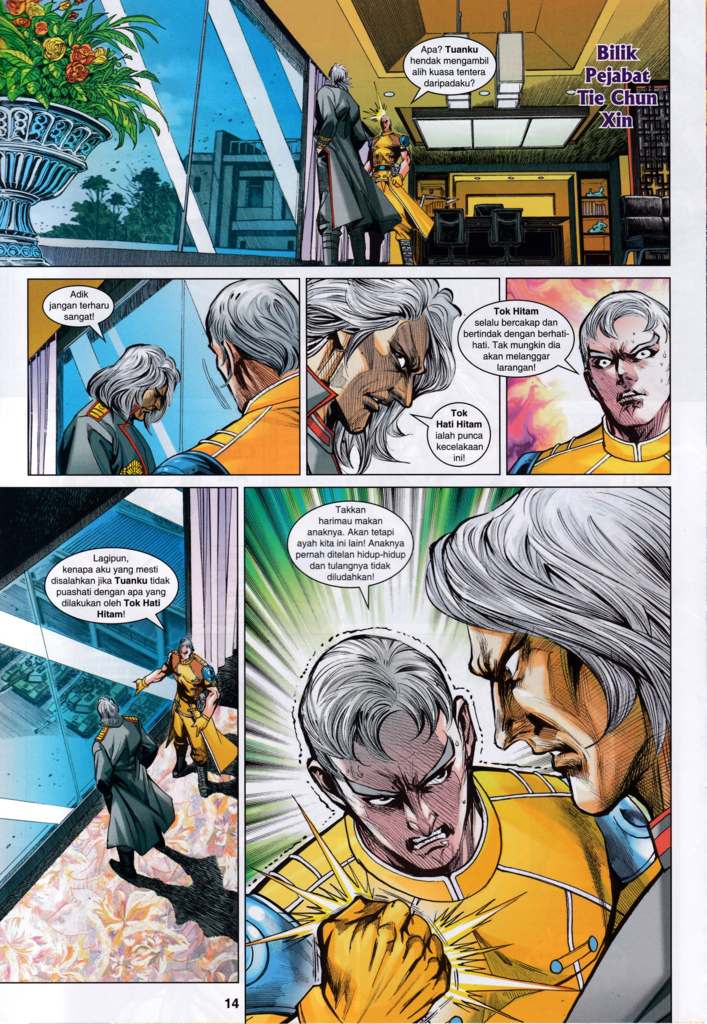 Apa? Tuanku
hendak mengambil
alih kuasa tentera
daripadaku?
Bilik
Pejabat
Tie Chun
Xin
Adik
jangan terharu
sangat!
Tok Hitam
selalu bercakap dan
bertindak dengan berhati-
hati. Tak mungkin dia
akan melanggar
larangan!
Tok
Hati Hitam
ialah punca
kecelakaan
ini!
Lagipun,
kenapa aku yang mesti
disalahkan jika Tuanku tidak
puashati dengan apa yang
dilakukan oleh Tok Hati
Hitam!
Takkan
harimau makan
anaknya. Akan tetapi
ayah kita ini lain! Anaknya
pernah ditelan hidup-hidup
dan tulangnya tidak
diludahkan!
14